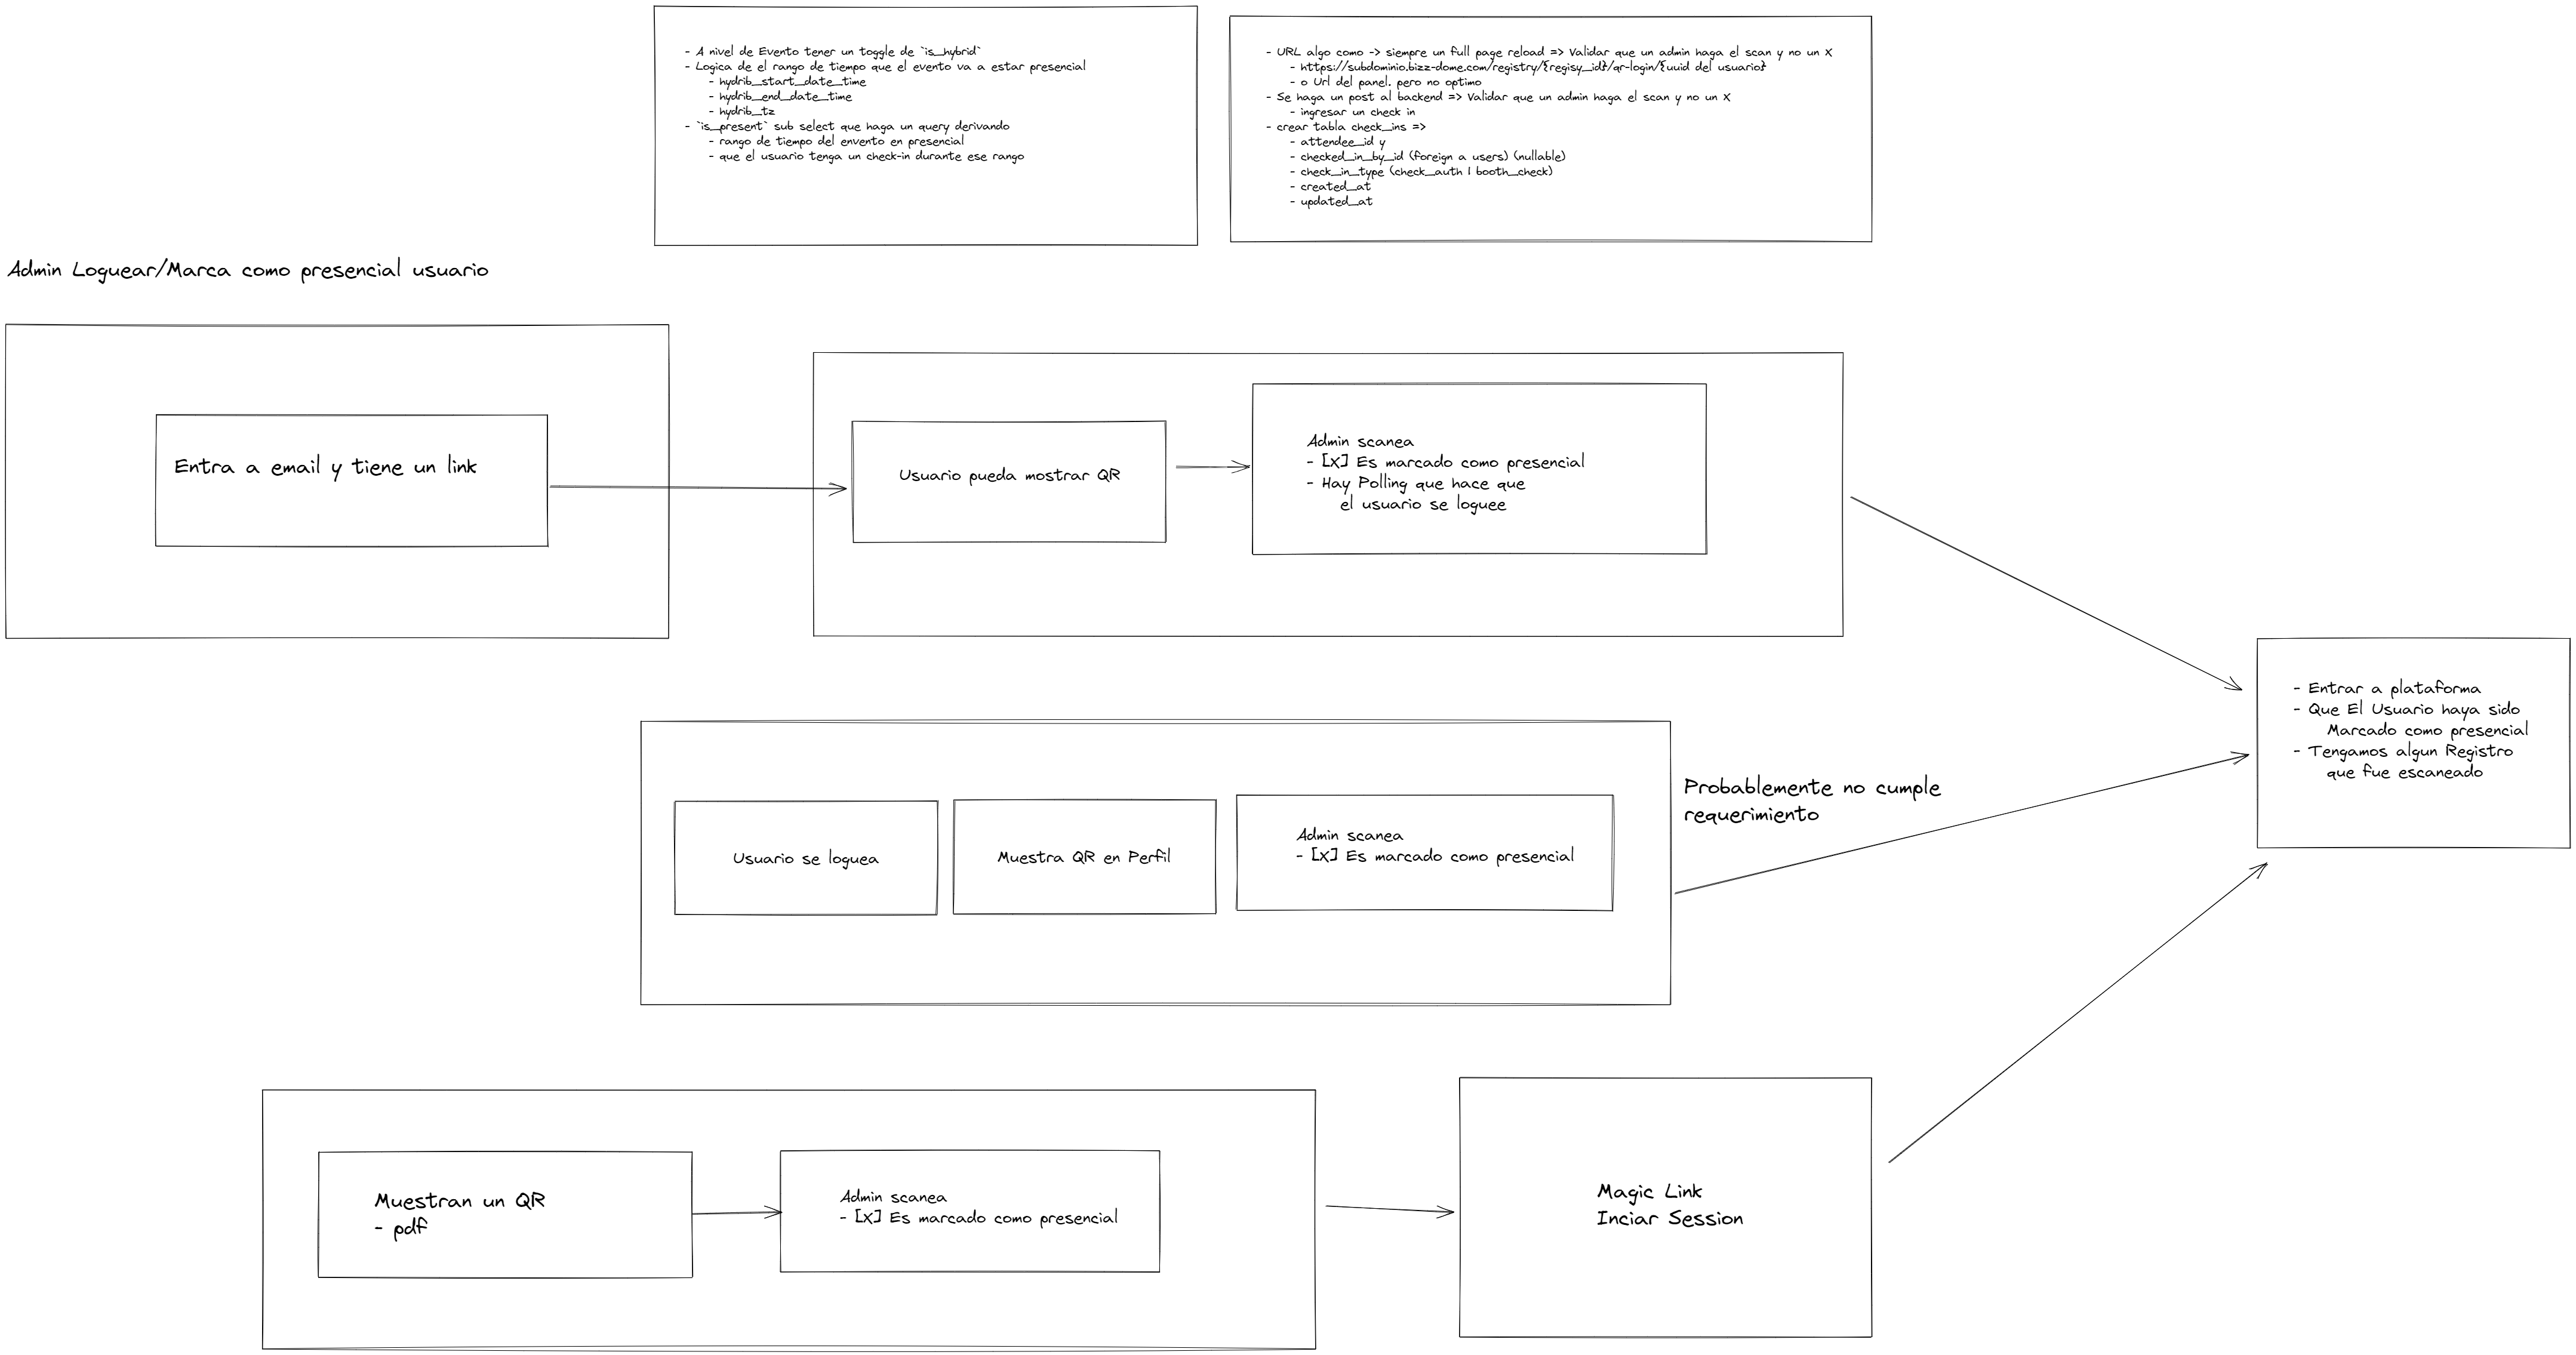 - A nivel de Evento tener un toggle de `is_hybrid`
- Logica de el rango de tiempo que el evento va a estar presencial
- hydrib_start_date_time
- hydrib_end_date_time
- hydrib_tz
- `is_present` sub select que haga un query derivando
- rango de tiempo del envento en presencial
- que el usuario tenga un check-in durante ese rango
- URL algo como -> siempre un full page reload => Validar que un admin haga el scan y no un X
- https://subdominio.bizz-dome.com/registry/{regisy_id}/qr-login/{uuid del usuario}
- o Url del panel. pero no optimo
- Se haga un post al backend => Validar que un admin haga el scan y no un X
- ingresar un check in
- crear tabla check_ins =>
- attendee_id y
- checked_in_by_id (foreign a users) (nullable)
- check_in_type (check_auth | booth_check)
- created_at
- updated_at
Admin Loguear/Marca como presencial usuario
Entra a email y tiene un link
Usuario pueda mostrar QR
Admin scanea
- [X] Es marcado como presencial
- Hay Polling que hace que
el usuario se loguee
- Entrar a plataforma
- Que El Usuario haya sido
Marcado como presencial
- Tengamos algun Registro
que fue escaneado
Usuario se loguea
Muestra QR en Perfil
Admin scanea
- [X] Es marcado como presencial
Probablemente no cumple
requerimiento
Muestran un QR
- pdf
Admin scanea
- [X] Es marcado como presencial
Magic Link
Inciar Session